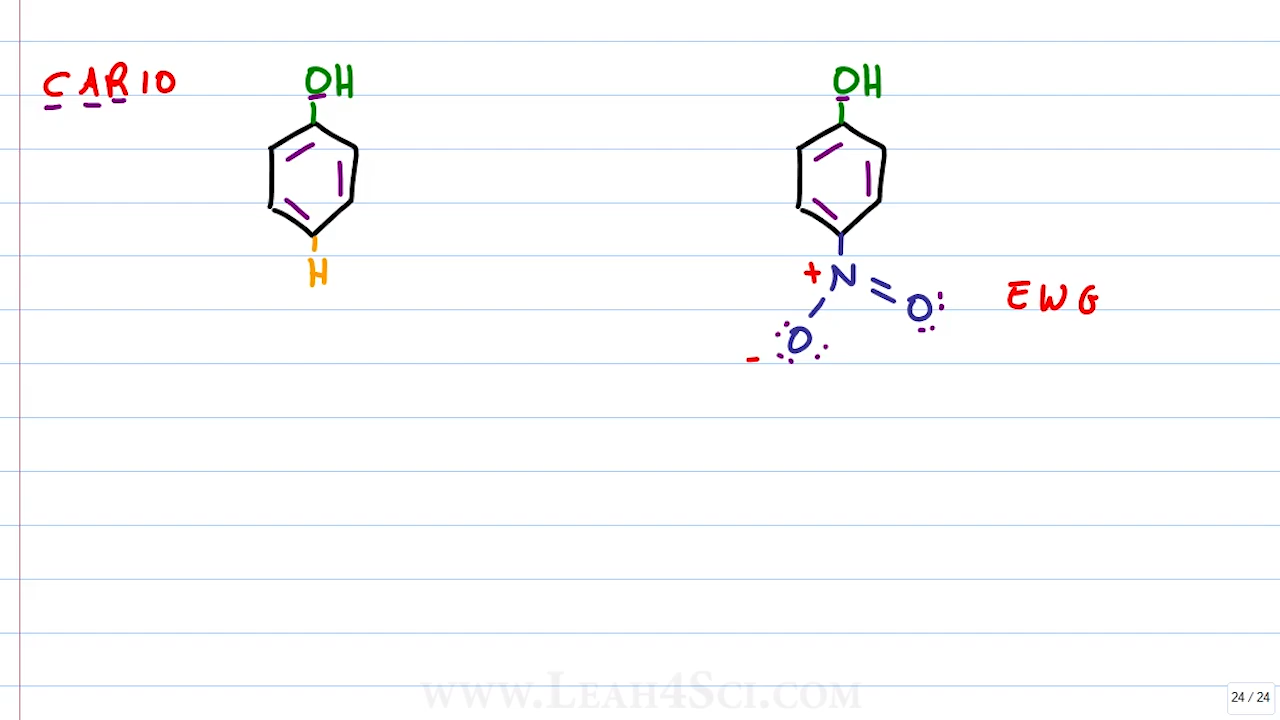 CARIO
OH
OH
H
+ N
= O
EWG
O
-
www.Leah4Sci.com
24 / 24